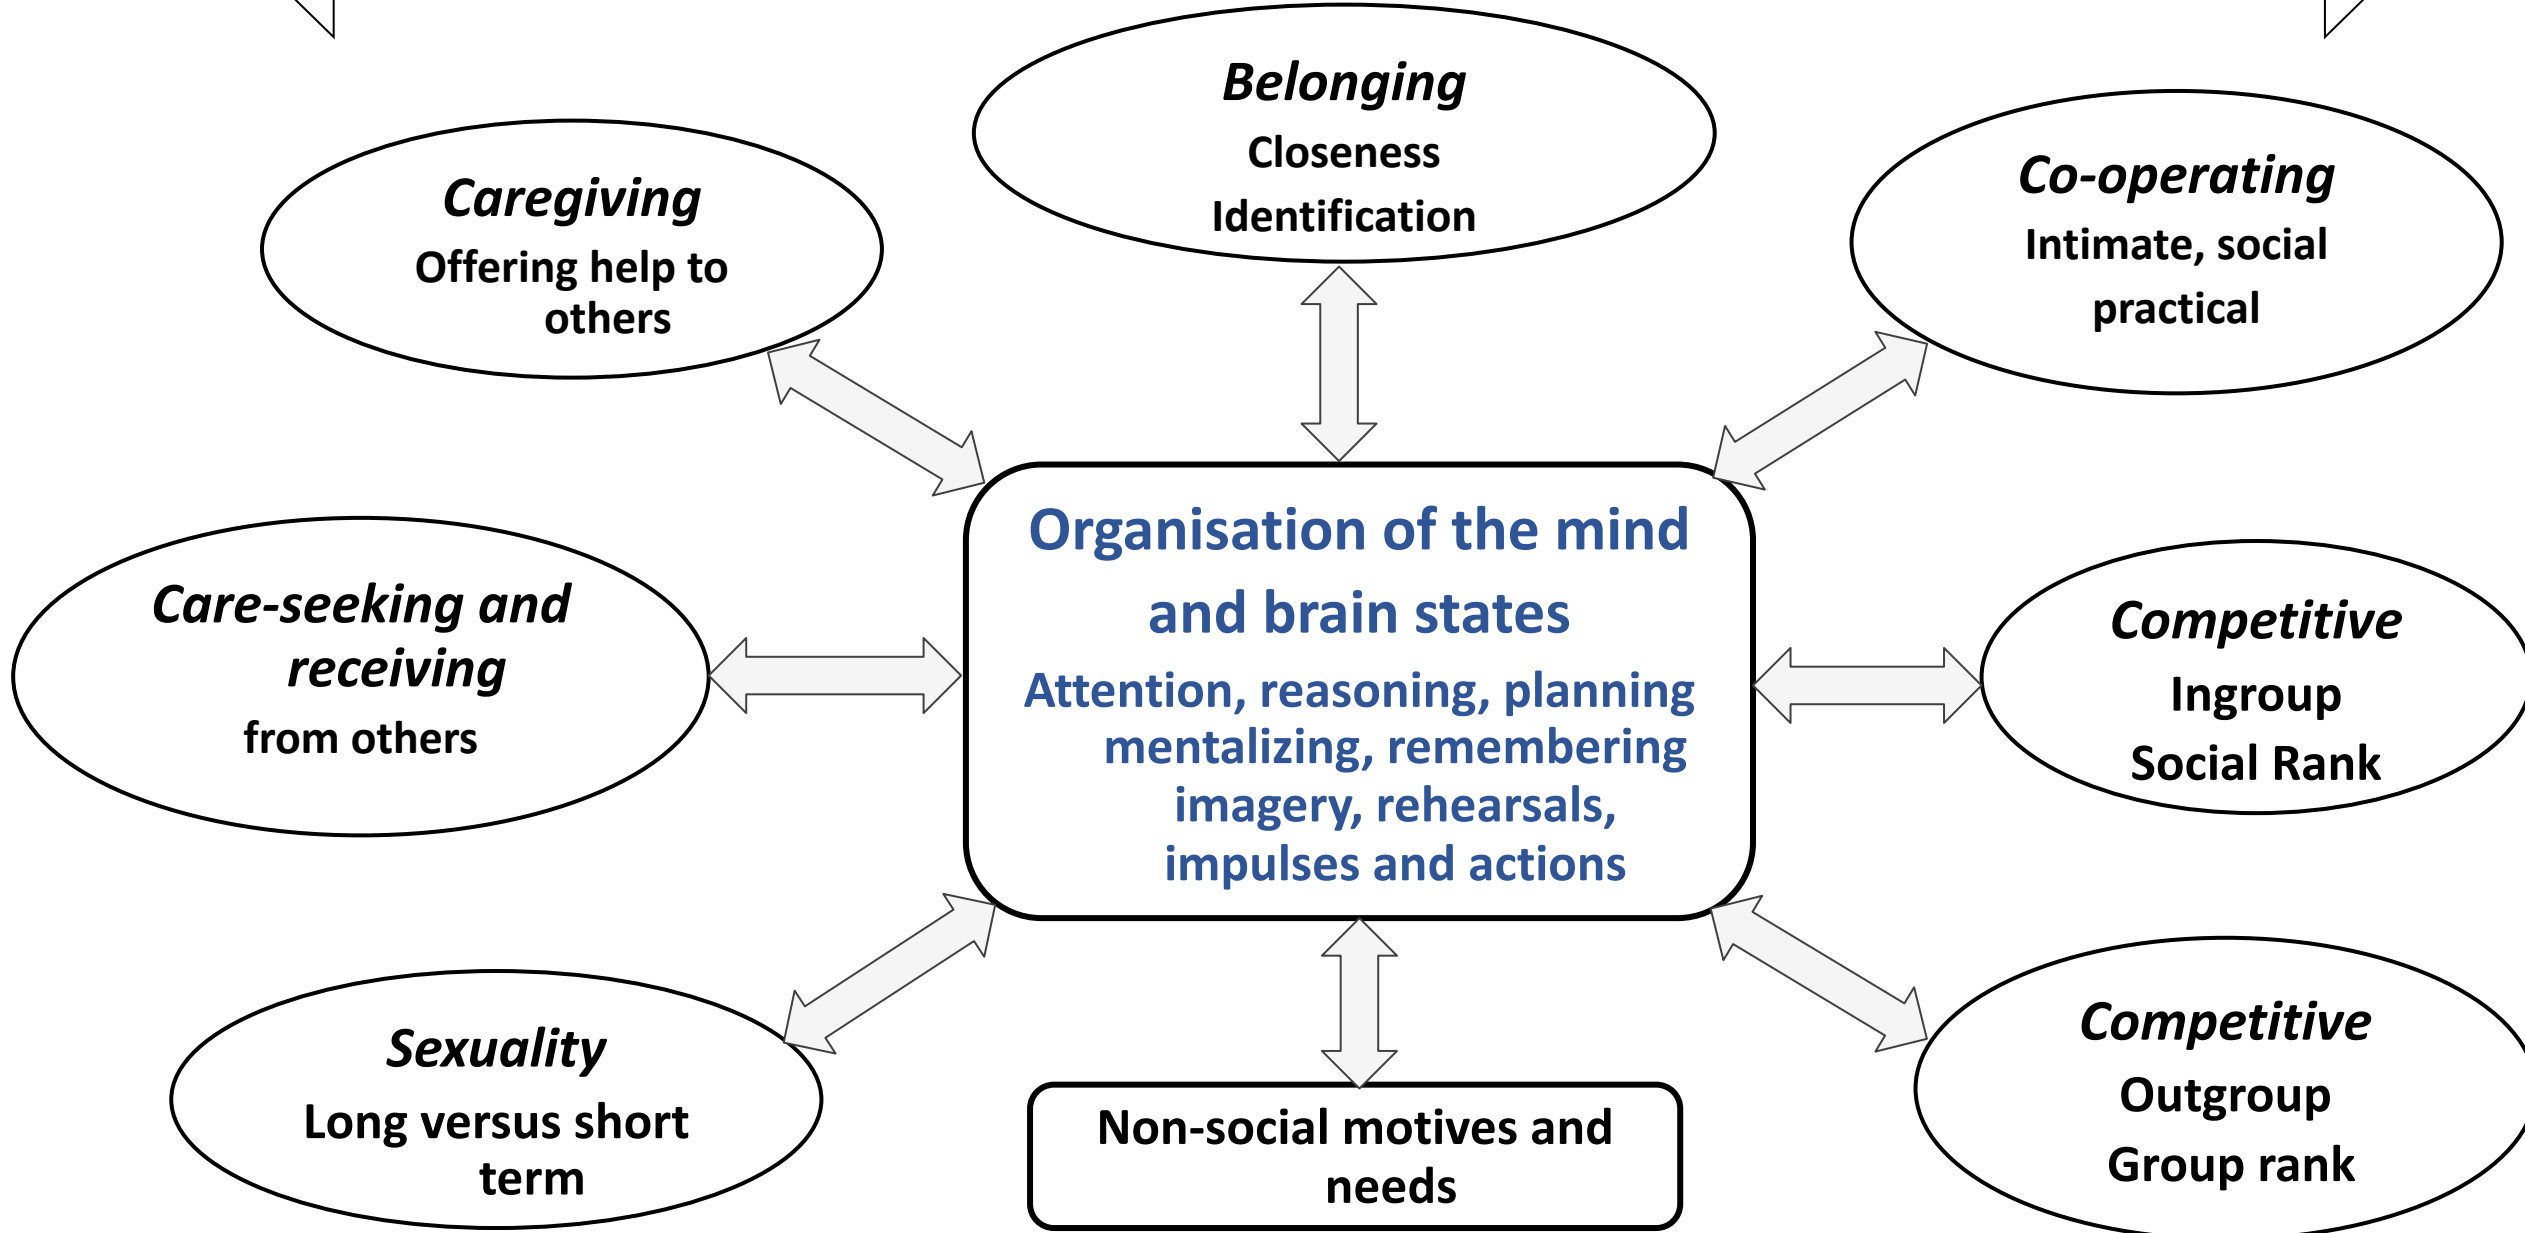 Belonging
Closeness
Identification
Caregiving
Offering help to
others
Co-operating
Intimate, social
practical
Organisation of the mind
and brain states
Attention, reasoning, planning
mentalizing, remembering
imagery, rehearsals,
impulses and actions
Care-seeking and
receiving
from others
Competitive
Ingroup
Social Rank
Sexuality
Long versus short
term
Non-social motives and
needs
Competitive
Outgroup
Group rank